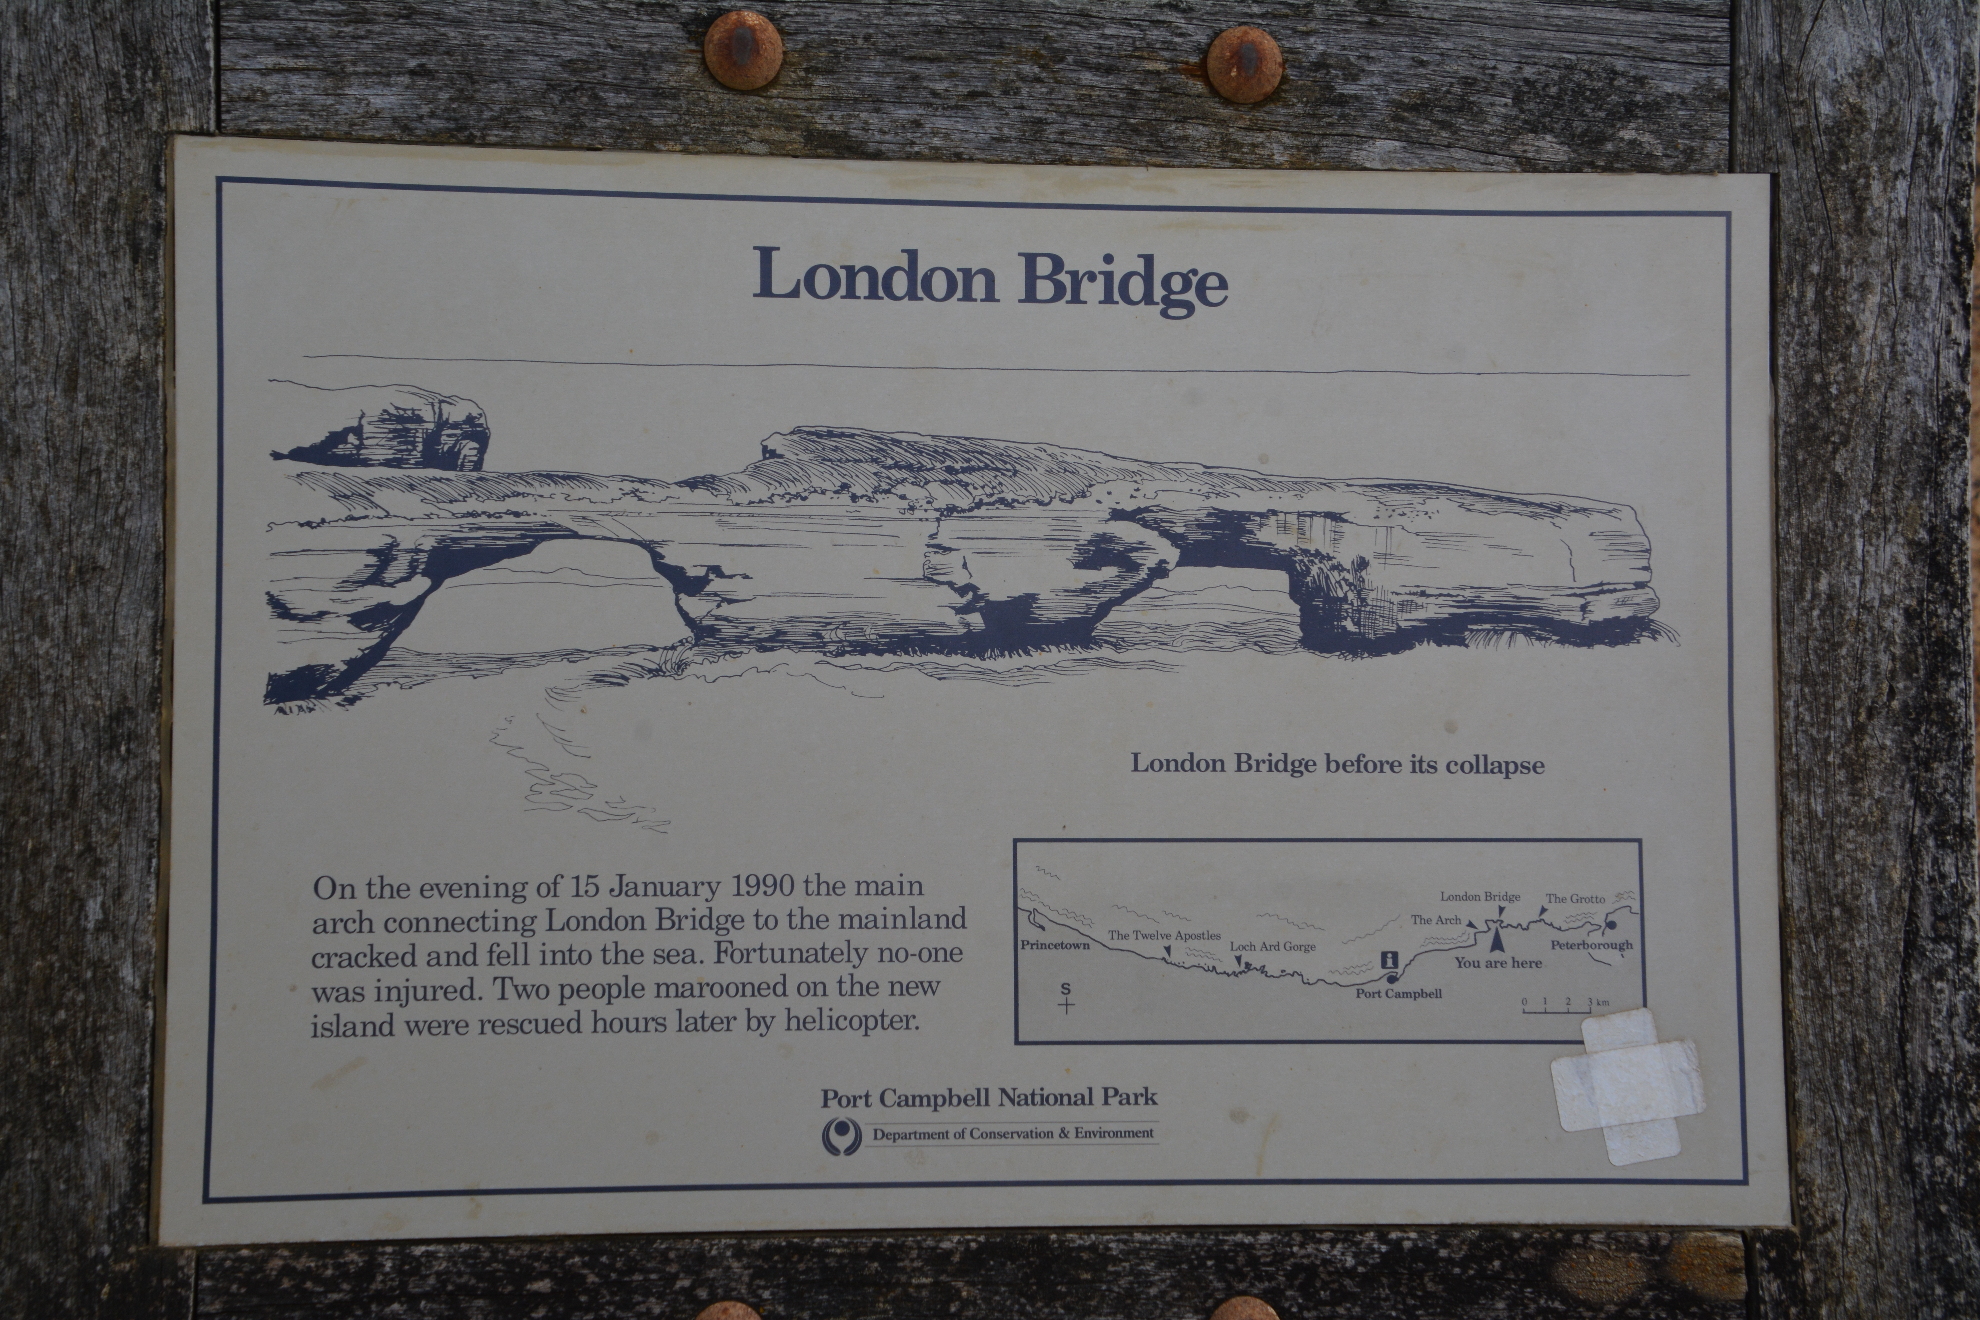 London Bridge
London Bridge before its collapse
On the evening of 15 January 1990 the main
arch connecting London Bridge to the mainland
cracked and fell into the sea. Fortunately no-one
was injured. Two people marooned on the new
island were rescued hours later by helicopter.
London Bridge
The Grotto
The Arch
Princetown
The Twelve Apostles
Loch Ard Gorge
Peterborough
You are here
i
Port Campbell
S
0 1 2 3 km
Port Campbell National Park
Department of Conservation & Environment